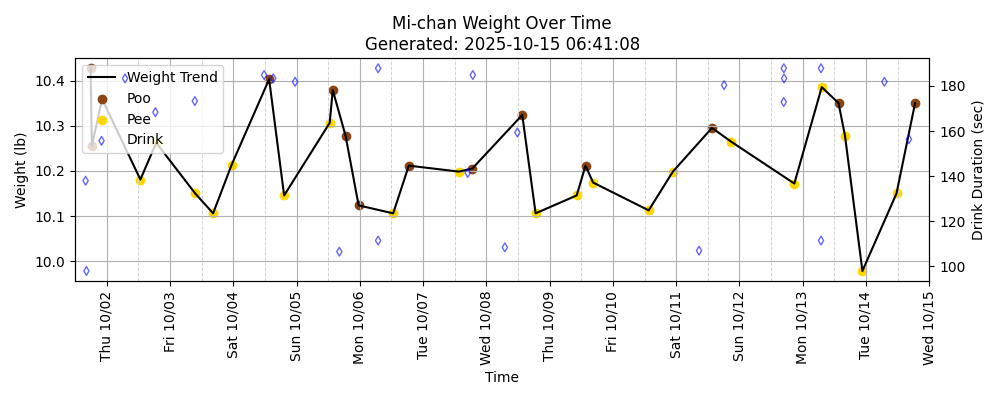 Mi-chan Weight Over Time
Generated: 2025-10-15 06:41:08
Weight Trend
Poo
Pee
Drink
Weight (lb)
10.4
10.3
10.2
10.1
10.0
Drink Duration (sec)
180
160
140
120
100
Thu 10/02
Fri 10/03
Sat 10/04
Sun 10/05
Mon 10/06
Tue 10/07
Wed 10/08
Thu 10/09
Fri 10/10
Sat 10/11
Sun 10/12
Mon 10/13
Tue 10/14
Wed 10/15
Time